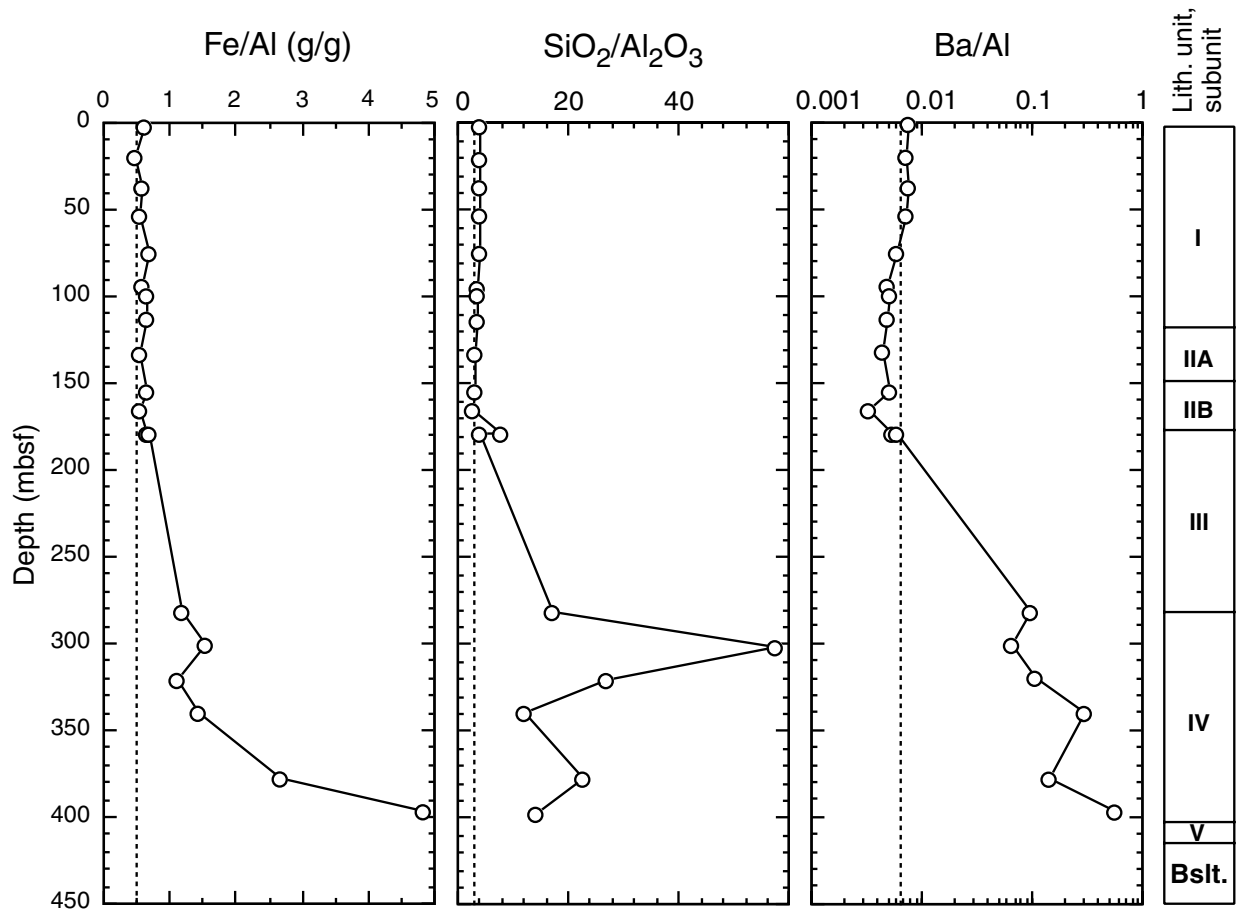 Fe/Al (g/g)
SiO2/Al2O3
Ba/Al
Lith. unit,
subunit
0 1 2 3 4 5
0 20 40
0.001 0.01 0.1 1
Depth (mbsf)
0
50
100
150
200
250
300
350
400
450
I
IIA
IIB
III
IV
V
Bslt.